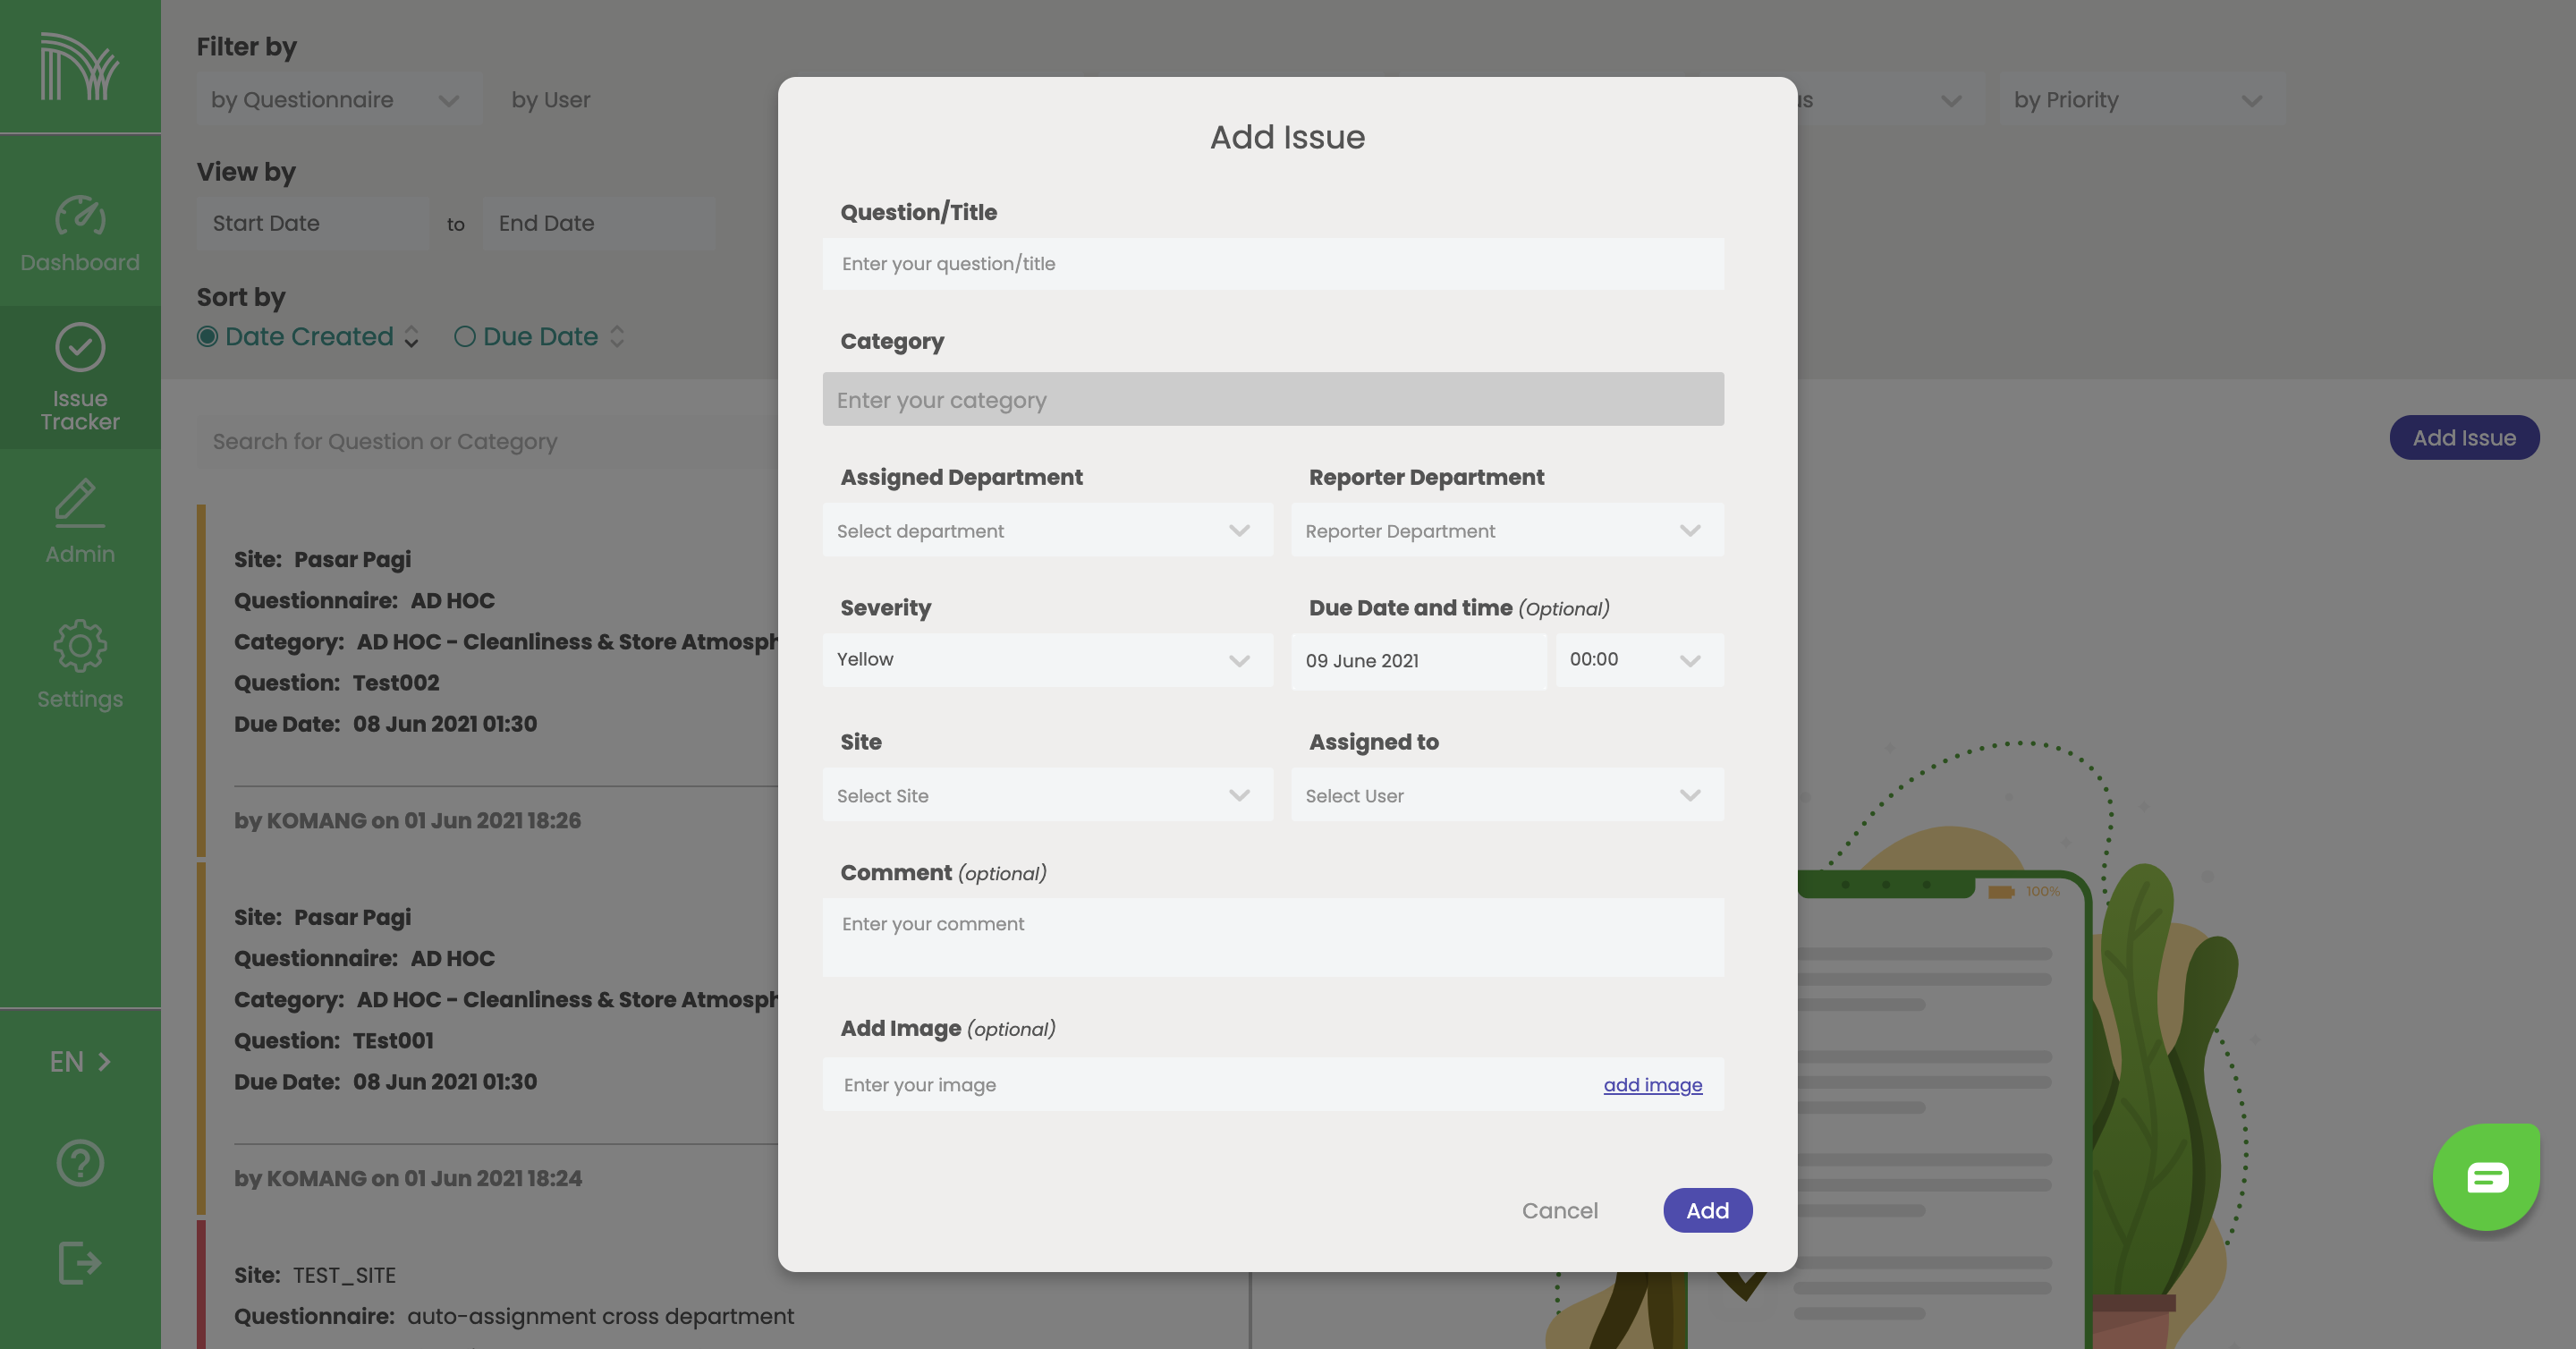 Filter by
by Questionnaire
by User
us
by Priority
View by
Start Date
to
End Date
Sort by
Date Created
Due Date
Search for Question or Category
Add Issue
Dashboard
Issue
Tracker
Admin
Settings
EN
Site: Pasar Pagi
Questionnaire: AD HOC
Category: AD HOC - Cleanliness & Store Atmosph
Question: Test002
Due Date: 08 Jun 2021 01:30
by KOMANG on 01 Jun 2021 18:26
Site: Pasar Pagi
Questionnaire: AD HOC
Category: AD HOC - Cleanliness & Store Atmosph
Question: TEst001
Due Date: 08 Jun 2021 01:30
by KOMANG on 01 Jun 2021 18:24
Site: TEST_SITE
Questionnaire: auto-assignment cross department
Add Issue
Question/Title
Enter your question/title
Category
Enter your category
Assigned Department
Reporter Department
Select department
Reporter Department
Severity
Due Date and time (Optional)
Yellow
09 June 2021
00:00
Site
Assigned to
Select Site
Select User
Comment (optional)
Enter your comment
Add Image (optional)
Enter your image
add image
Cancel
Add
100%